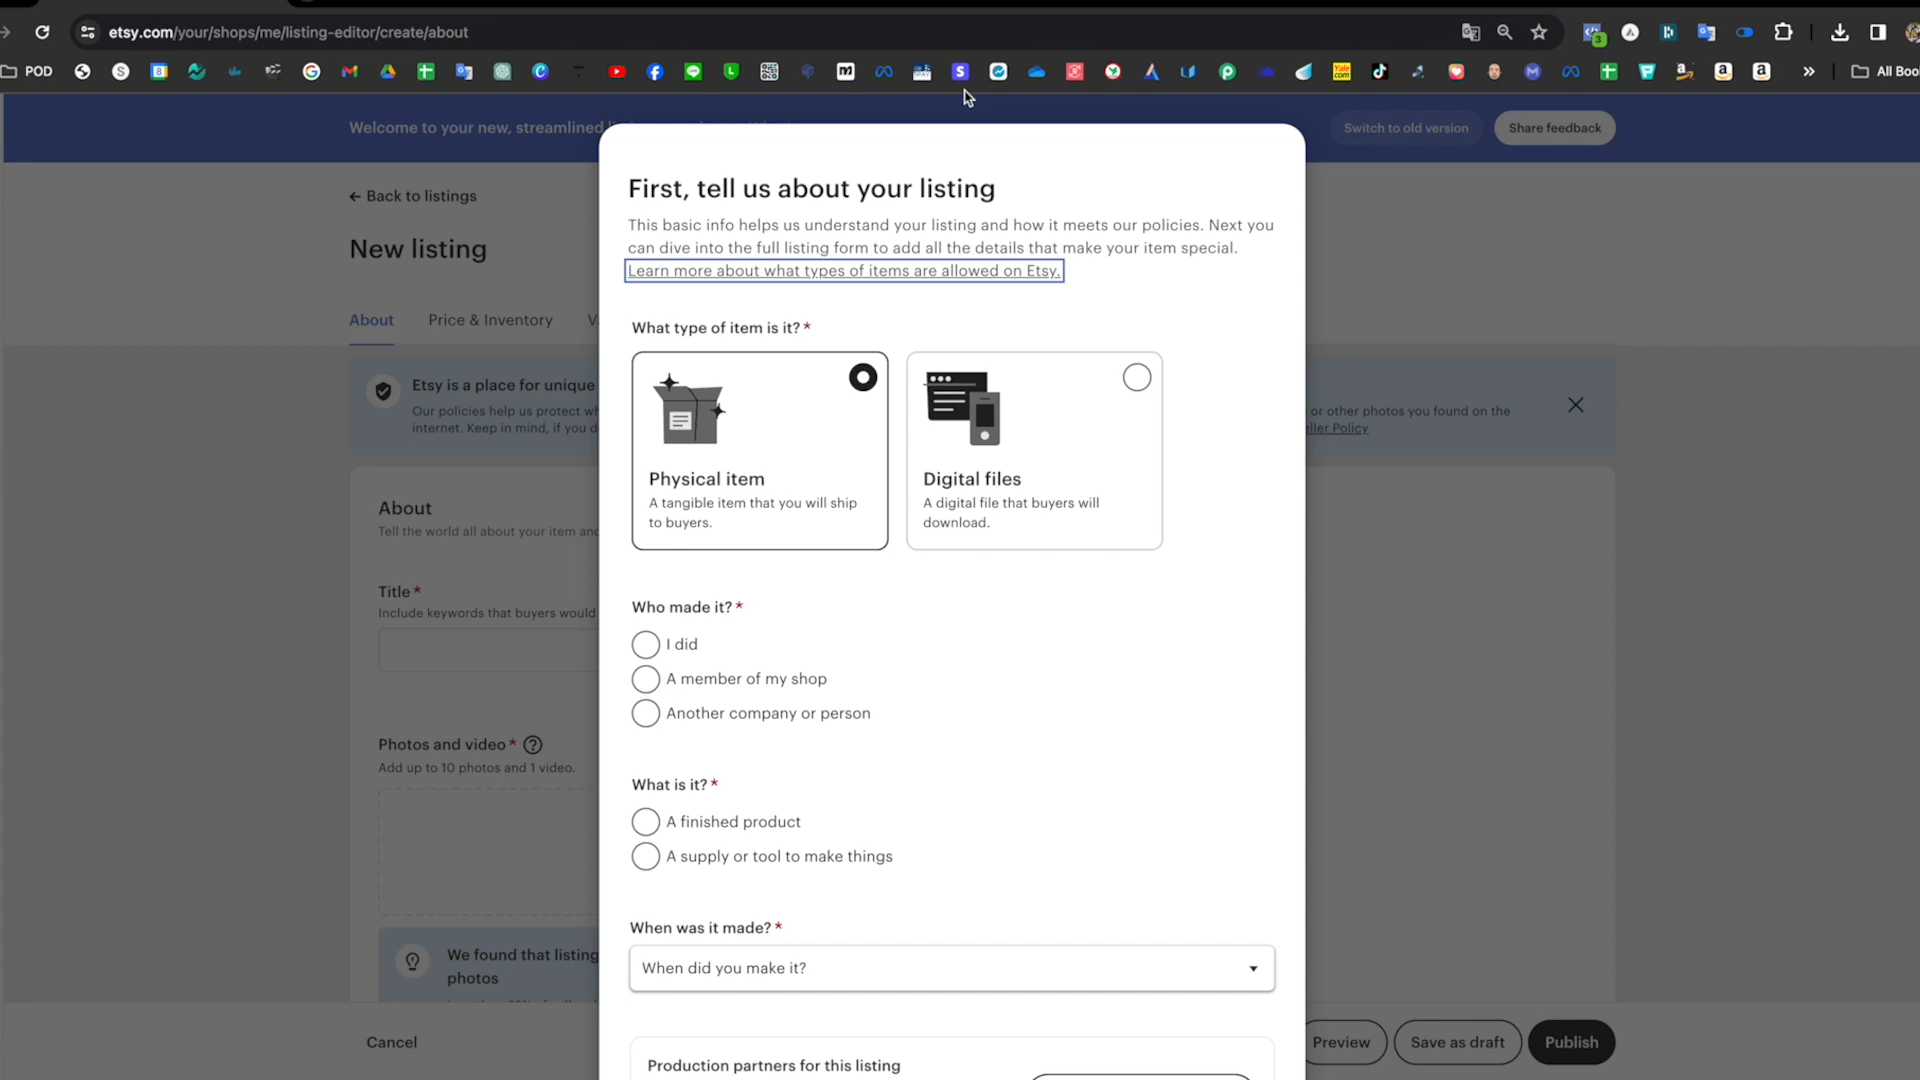 etsy.com/your/shops/me/listing-editor/create/about
POD
All Boo
Welcome to your new, streamlined
Switch to old version
Share feedback
← Back to listings
New listing
About
Price & Inventory
Etsy is a place for unique
Our policies help us protect
internet. Keep in mind, if you
or other photos you found on the
eller Policy
About
Tell the world all about your item and
Title *
Include keywords that buyers would
Photos and video *
Add up to 10 photos and 1 video.
We found that listing
photos
Cancel
Preview
Save as draft
Publish
First, tell us about your listing
This basic info helps us understand your listing and how it meets our policies. Next you
can dive into the full listing form to add all the details that make your item special.
Learn more about what types of items are allowed on Etsy.
What type of item is it? *
Physical item
A tangible item that you will ship
to buyers.
Digital files
A digital file that buyers will
download.
Who made it? *
I did
A member of my shop
Another company or person
What is it? *
A finished product
A supply or tool to make things
When was it made? *
When did you make it?
Production partners for this listing